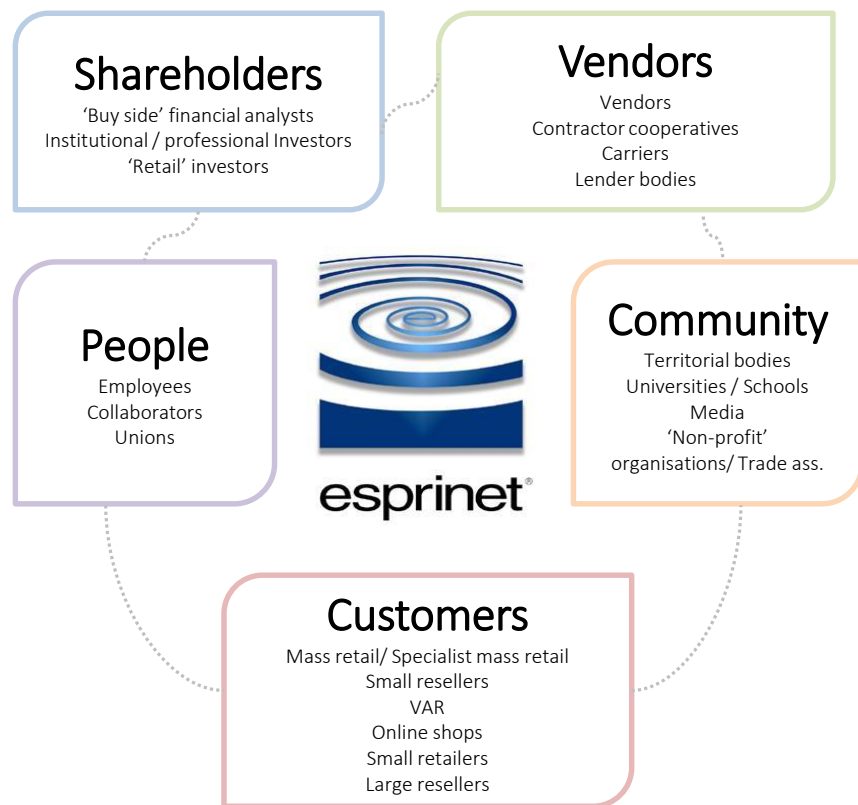 Shareholders
‘Buy side’ financial analysts
Institutional / professional Investors
‘Retail’ investors
Vendors
Vendors
Contractor cooperatives
Carriers
Lender bodies
People
Employees
Collaborators
Unions
esprinet®
Community
Territorial bodies
Universities / Schools
Media
‘Non-profit’
organisations/ Trade ass.
Customers
Mass retail/ Specialist mass retail
Small resellers
VAR
Online shops
Small retailers
Large resellers